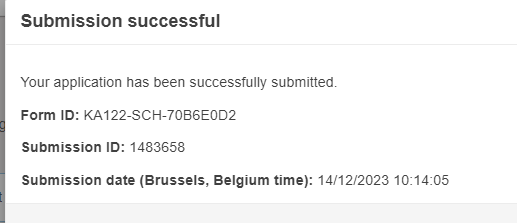 Submission successful
Your application has been successfully submitted.
Form ID: KA122-SCH-70B6E0D2
Submission ID: 1483658
Submission date (Brussels, Belgium time): 14/12/2023 10:14:05